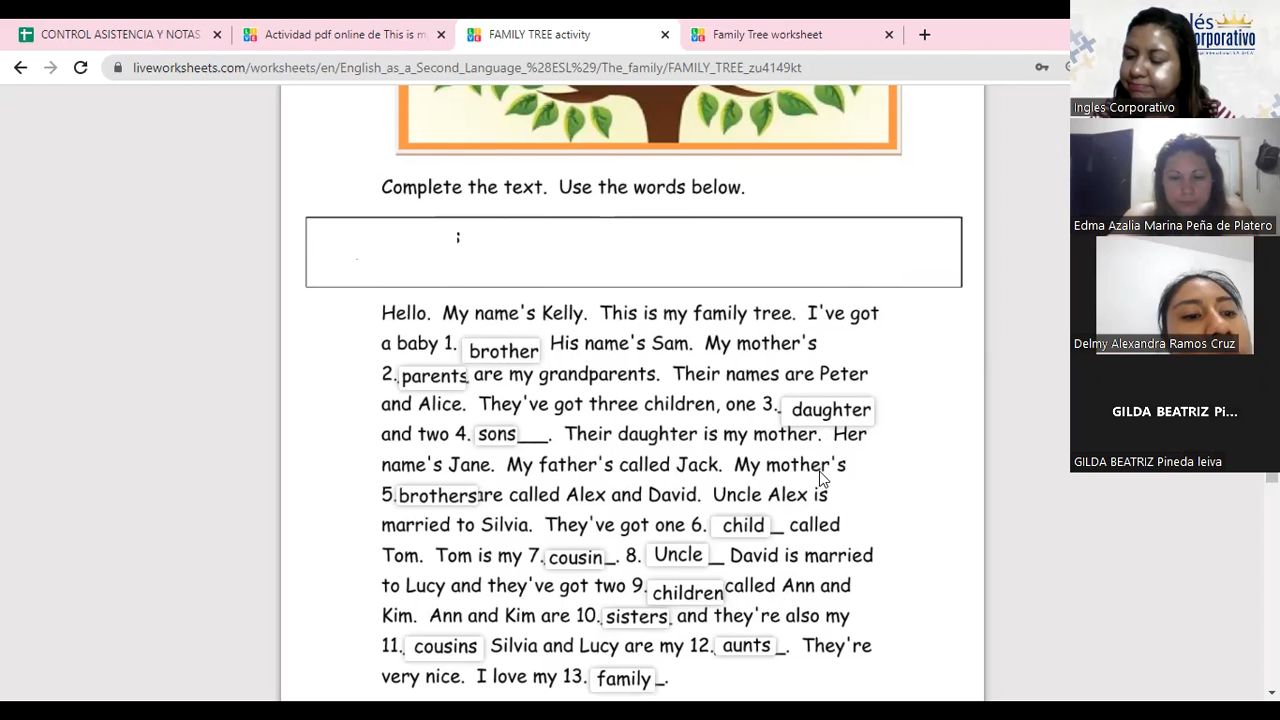 CONTROL ASISTENCIA Y NOTAS
Actividad pdf online de This is m
FAMILY TREE activity
Family Tree worksheet
liveworksheets.com/worksheets/en/English_as_a_Second_Language_%28ESL%29/The_family/FAMILY_TREE_zu4149kt
Complete the text. Use the words below.
Hello. My name's Kelly. This is my family tree. I've got
a baby 1. brother His name's Sam. My mother's
2. parents are my grandparents. Their names are Peter
and Alice. They've got three children, one 3. daughter
and two 4. sons___. Their daughter is my mother. Her
name's Jane. My father's called Jack. My mother's
5. brothers are called Alex and David. Uncle Alex is
married to Silvia. They've got one 6. child _ called
Tom. Tom is my 7. cousin_. 8. Uncle _ David is married
to Lucy and they've got two 9. children called Ann and
Kim. Ann and Kim are 10. sisters and they're also my
11. cousins Silvia and Lucy are my 12. aunts _. They're
very nice. I love my 13. family _.
Corporativo
Ingles Corporativo
Edma Azalia Marina Peña de Platero
Delmy Alexandra Ramos Cruz
GILDA BEATRIZ Pi...
GILDA BEATRIZ Pineda leiva